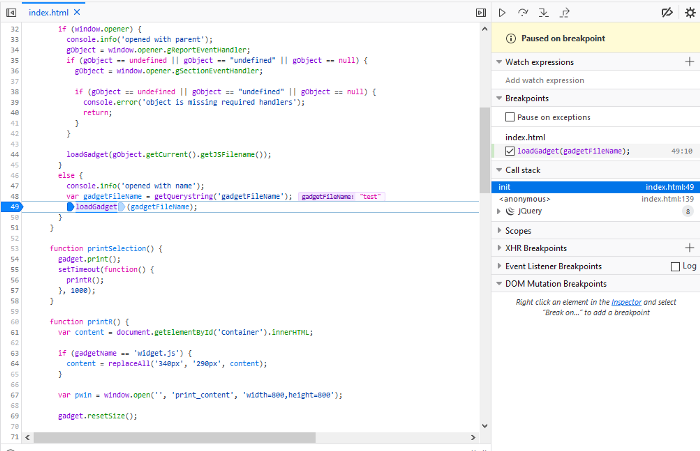 index.html
32 if (window.opener) {
33 console.info('opened with parent');
34 gObject = window.opener.gReportEventHandler;
35 if (gObject == undefined || gObject == "undefined" || gObject == null) {
36 gObject = window.opener.gSectionEventHandler;
37
38 if (gObject == undefined || gObject == "undefined" || gObject == null) {
39 console.error('object is missing required handlers');
40 return;
41 }
42 }
43
44 loadGadget(gObject.getCurrent().getJSFilename());
45 }
46 else {
47 console.info('opened with name');
48 var gadgetFileName = getQuerystring('gadgetFileName'); gadgetFileName: "test"
49 loadGadget (gadgetFileName);
50 }
51 }
52
53 function printSelection() {
54 gadget.print();
55 setTimeout(function() {
56 printR();
57 }, 1000);
58 }
59
60 function printR() {
61 var content = document.getElementById('Container').innerHTML;
62
63 if (gadgetName == 'widget.js') {
64 content = replaceAll('340px', '290px', content);
65 }
66
67 var pwin = window.open('', 'print_content', 'width=800,height=800');
68
69 gadget.resetSize();
70
71
Paused on breakpoint
Watch expressions
Add watch expression
Breakpoints
Pause on exceptions
index.html
loadGadget(gadgetFileName); 49:10
Call stack
init index.html:49
<anonymous> index.html:139
jQuery 8
Scopes
XHR Breakpoints
Event Listener Breakpoints Log
DOM Mutation Breakpoints
Right click an element in the Inspector and select
"Break on…" to add a breakpoint